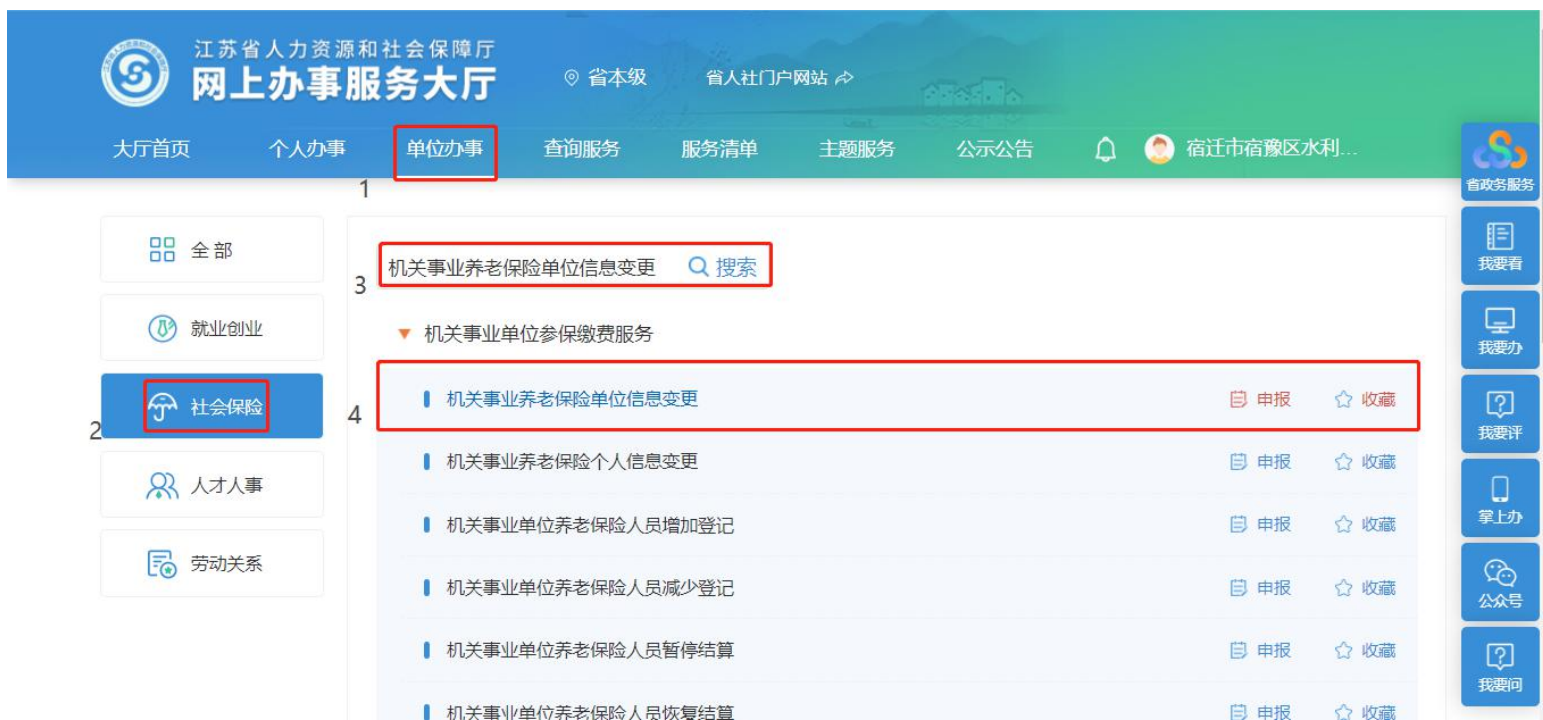 江苏省人力资源和社会保障厅
网上办事服务大厅
省本级
省人社门户网站
大厅首页 个人办事 单位办事 查询服务 服务清单 主题服务 公示公告 宿迁市宿豫区水利...
1
全部
就业创业
2
社会保险
人才人事
劳动关系
3
机关事业养老保险单位信息变更 搜索
机关事业单位参保缴费服务
4
机关事业养老保险单位信息变更 申报 收藏
机关事业养老保险个人信息变更 申报 收藏
机关事业单位养老保险人员增加登记 申报 收藏
机关事业单位养老保险人员减少登记 申报 收藏
机关事业单位养老保险人员暂停结算 申报 收藏
机关事业单位养老保险人员恢复结算 申报 收藏
省政务服务
我要看
我要办
我要评
掌上办
公众号
我要问